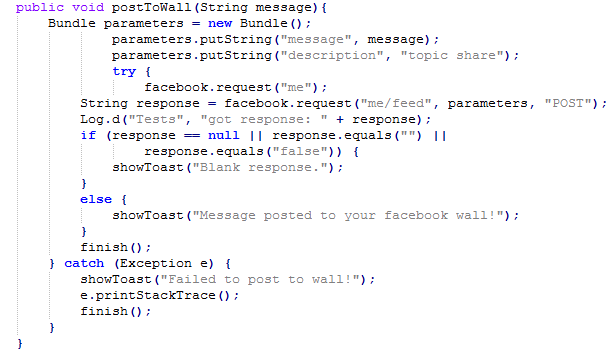 public void postToWall(String message){
    Bundle parameters = new Bundle();
            parameters.putString("message", message);
            parameters.putString("description", "topic share");
            try {
                facebook.request("me");
        String response = facebook.request("me/feed", parameters, "POST");
        Log.d("Tests", "got response: " + response);
        if (response == null || response.equals("") ||
                response.equals("false")) {
            showToast("Blank response.");
        }
        else {
            showToast("Message posted to your facebook wall!");
        }
        finish();
    } catch (Exception e) {
        showToast("Failed to post to wall!");
        e.printStackTrace();
        finish();
    }
}